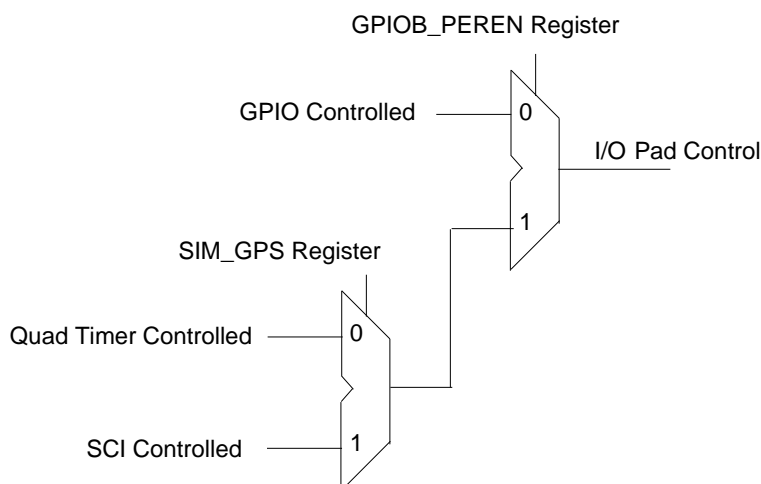 GPIOB_PEREN Register
GPIO Controlled
0
I/O Pad Control
1
SIM_GPS Register
Quad Timer Controlled
0
SCI Controlled
1